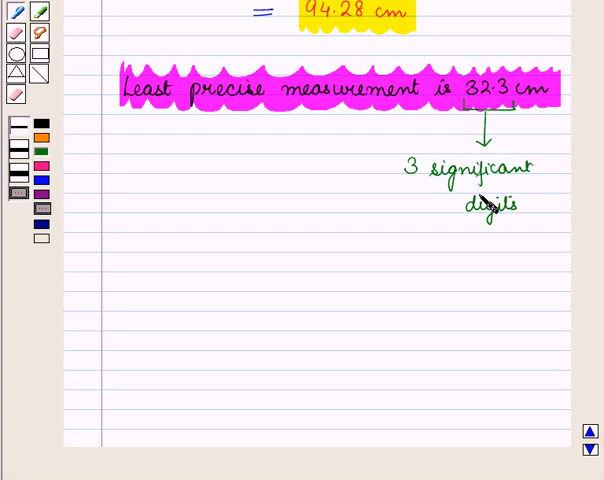 = 94.28 cm
Least precise measurement is 32.3 cm
3 significant
digits